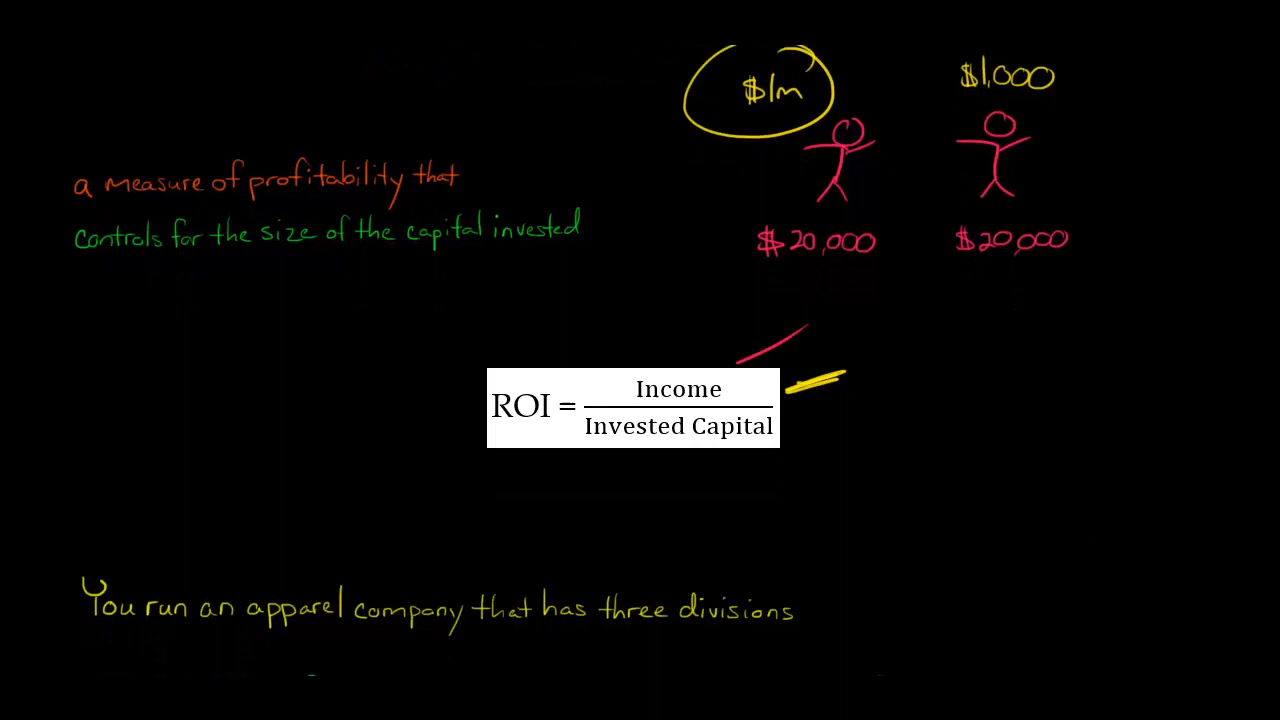 $1m
$1,000
a measure of profitability that
controls for the size of the capital invested
$20,000
$20,000
ROI = Income
Invested Capital
You run an apparel company that has three divisions